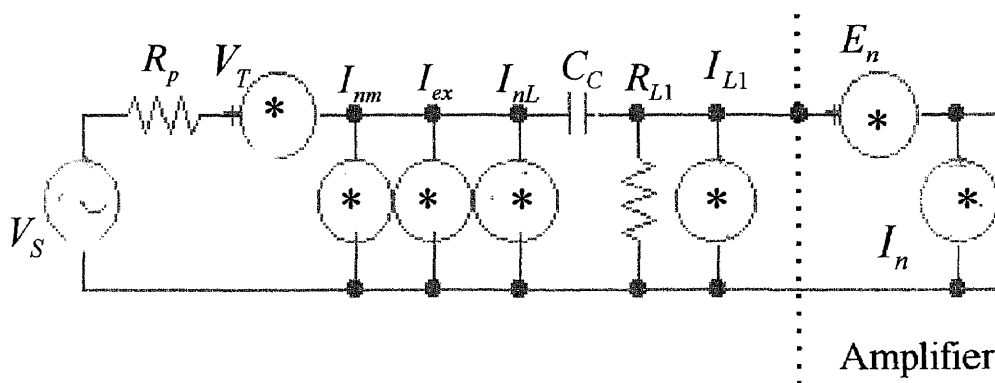 R_p V_T I_nm I_ex I_nL C_C R_L1 I_L1 E_n
* * * * * * *
V_S I_n
Amplifier